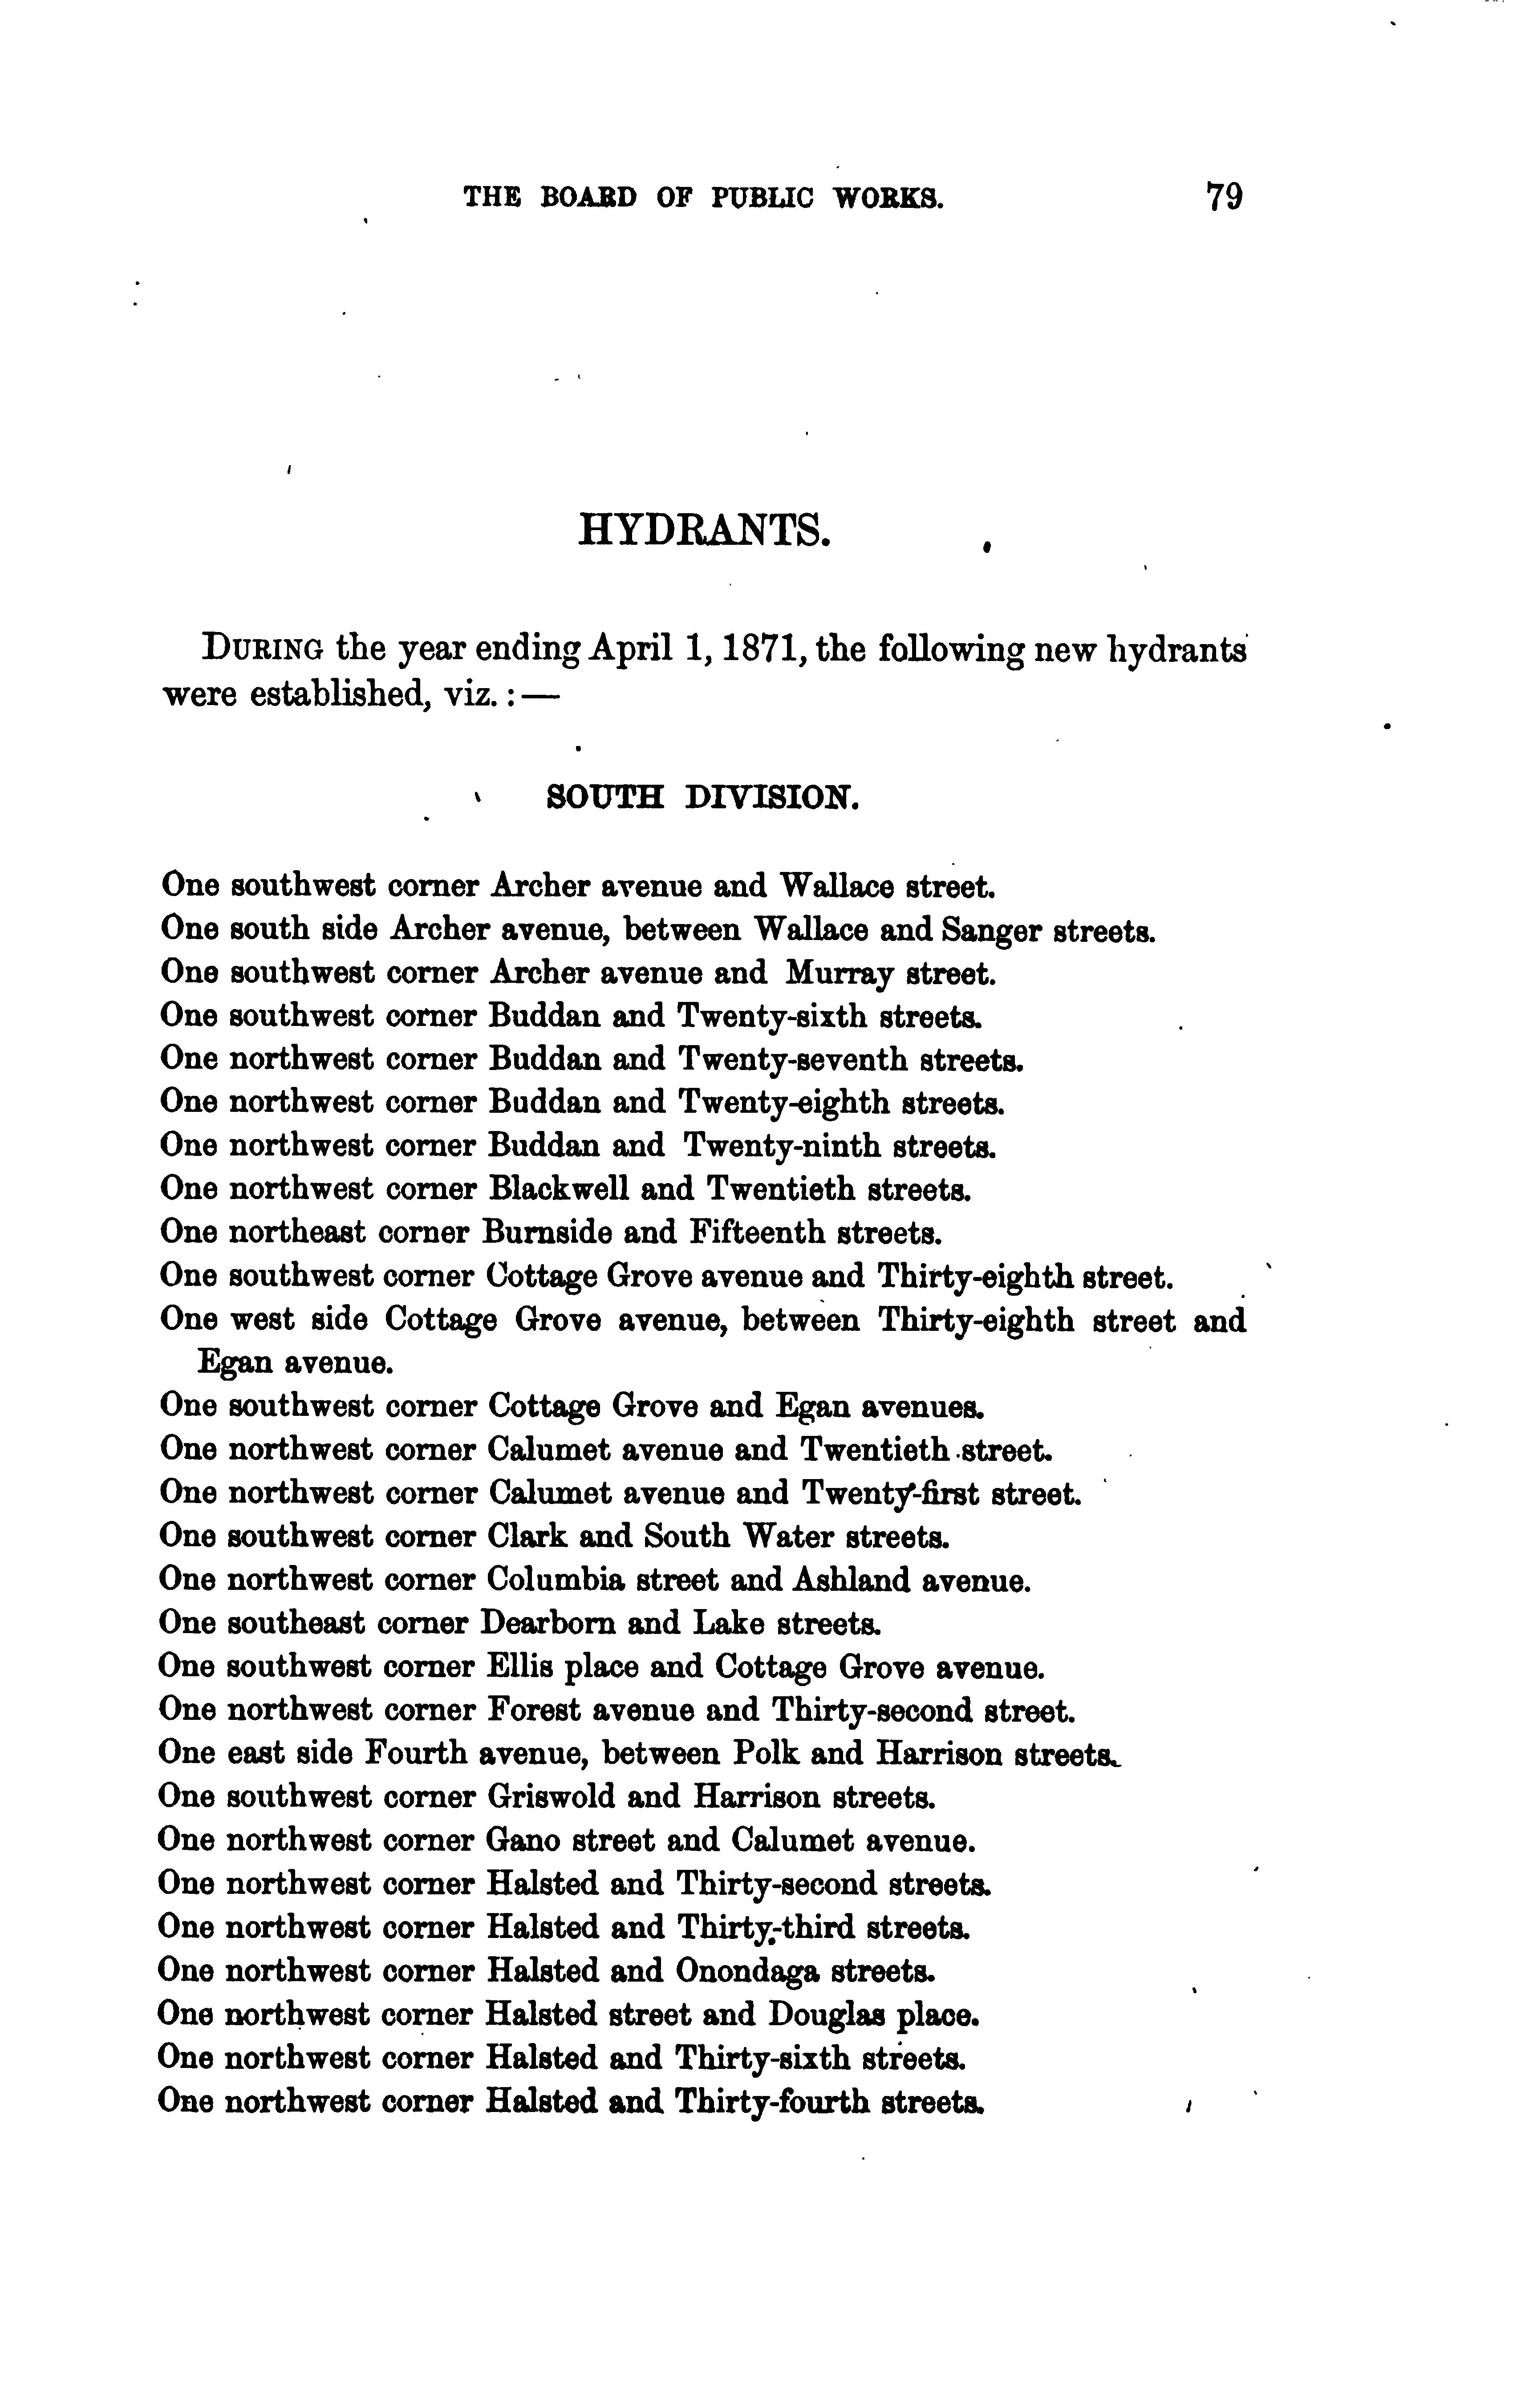 THE BOARD OF PUBLIC WORKS. 79
HYDRANTS.
DURING the year ending April 1, 1871, the following new hydrants
were established, viz. : —
SOUTH DIVISION.
One southwest corner Archer avenue and Wallace street.
One south side Archer avenue, between Wallace and Sanger streets.
One southwest corner Archer avenue and Murray street.
One southwest corner Buddan and Twenty-sixth streets.
One northwest corner Buddan and Twenty-seventh streets.
One northwest corner Buddan and Twenty-eighth streets.
One northwest corner Buddan and Twenty-ninth streets.
One northwest corner Blackwell and Twentieth streets.
One northeast corner Burnside and Fifteenth streets.
One southwest corner Cottage Grove avenue and Thirty-eighth street.
One west side Cottage Grove avenue, between Thirty-eighth street and
Egan avenue.
One southwest corner Cottage Grove and Egan avenues.
One northwest corner Calumet avenue and Twentieth street.
One northwest corner Calumet avenue and Twenty-first street.
One southwest corner Clark and South Water streets.
One northwest corner Columbia street and Ashland avenue.
One southeast corner Dearborn and Lake streets.
One southwest corner Ellis place and Cottage Grove avenue.
One northwest corner Forest avenue and Thirty-second street.
One east side Fourth avenue, between Polk and Harrison streets.
One southwest corner Griswold and Harrison streets.
One northwest corner Gano street and Calumet avenue.
One northwest corner Halsted and Thirty-second streets.
One northwest corner Halsted and Thirty-third streets.
One northwest corner Halsted and Onondaga streets.
One northwest corner Halsted street and Douglas place.
One northwest corner Halsted and Thirty-sixth streets.
One northwest corner Halsted and Thirty-fourth streets.